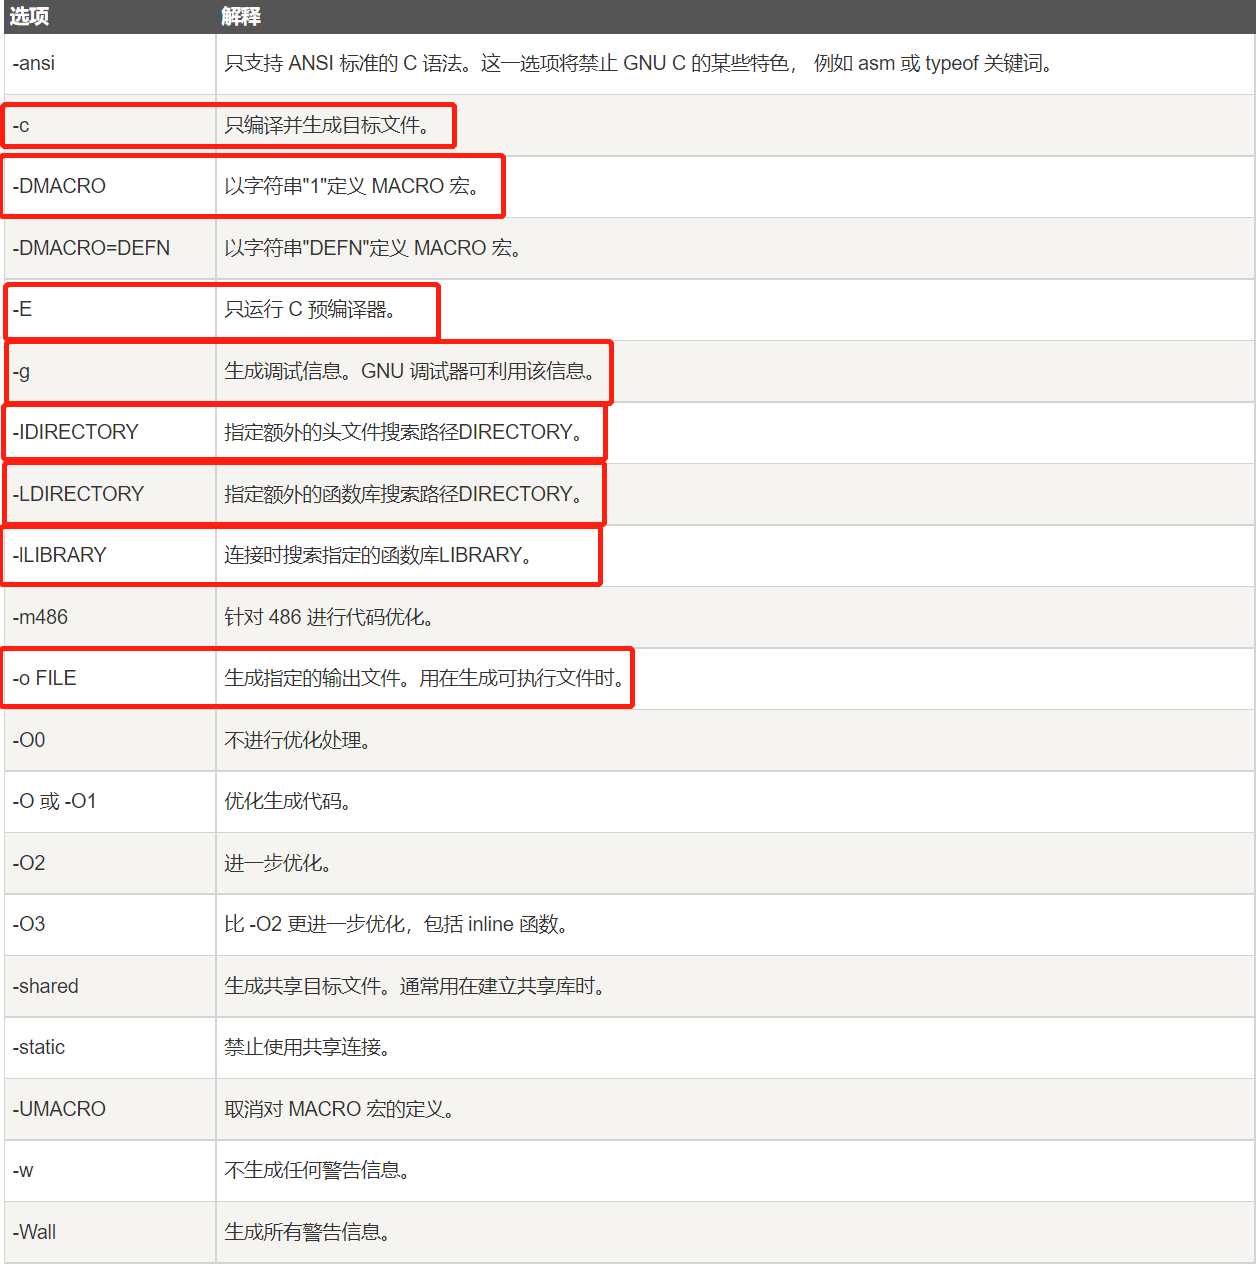 选项 解释
-ansi 只支持 ANSI 标准的 C 语法。这一选项将禁止 GNU C 的某些特色， 例如 asm 或 typeof 关键词。
-c 只编译并生成目标文件。
-DMACRO 以字符串"1"定义 MACRO 宏。
-DMACRO=DEFN 以字符串"DEFN"定义 MACRO 宏。
-E 只运行 C 预编译器。
-g 生成调试信息。GNU 调试器可利用该信息。
-IDIRECTORY 指定额外的头文件搜索路径DIRECTORY。
-LDIRECTORY 指定额外的函数库搜索路径DIRECTORY。
-lLIBRARY 连接时搜索指定的函数库LIBRARY。
-m486 针对 486 进行代码优化。
-o FILE 生成指定的输出文件。用在生成可执行文件时。
-O0 不进行优化处理。
-O 或 -O1 优化生成代码。
-O2 进一步优化。
-O3 比 -O2 更进一步优化，包括 inline 函数。
-shared 生成共享目标文件。通常用在建立共享库时。
-static 禁止使用共享连接。
-UMACRO 取消对 MACRO 宏的定义。
-w 不生成任何警告信息。
-Wall 生成所有警告信息。